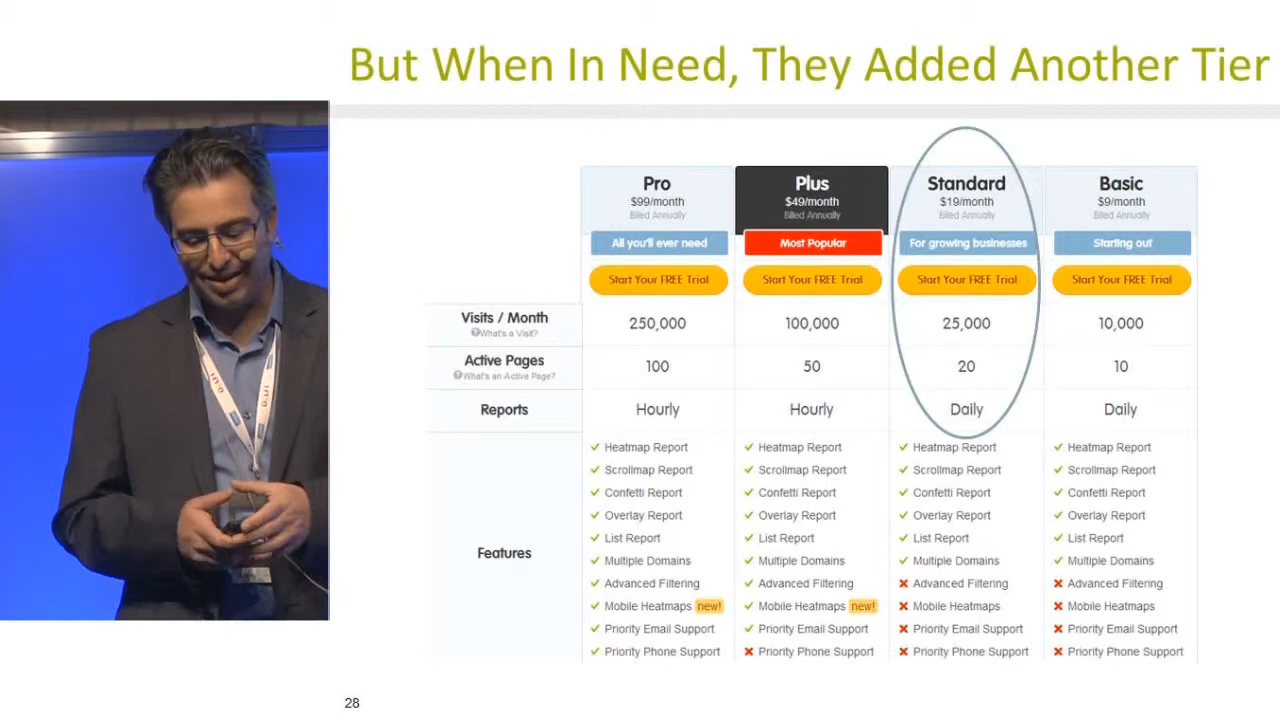 But When In Need, They Added Another Tier
Pro Plus Standard Basic
$99/month $49/month $19/month $9/month
Billed Annually Billed Annually Billed Annually Billed Annually
All you'll ever need Most Popular For growing businesses Starting out
Start Your FREE Trial Start Your FREE Trial Start Your FREE Trial Start Your FREE Trial
Visits / Month 250,000 100,000 25,000 10,000
What's a Visit?
Active Pages 100 50 20 10
What's an Active Page?
Reports Hourly Hourly Daily Daily
Features
Heatmap Report Heatmap Report Heatmap Report Heatmap Report
Scrollmap Report Scrollmap Report Scrollmap Report Scrollmap Report
Confetti Report Confetti Report Confetti Report Confetti Report
Overlay Report Overlay Report Overlay Report Overlay Report
List Report List Report List Report List Report
Multiple Domains Multiple Domains Multiple Domains Multiple Domains
Advanced Filtering Advanced Filtering Advanced Filtering Advanced Filtering
Mobile Heatmaps new! Mobile Heatmaps new! Mobile Heatmaps Mobile Heatmaps
Priority Email Support Priority Email Support Priority Email Support Priority Email Support
Priority Phone Support Priority Phone Support Priority Phone Support Priority Phone Support
28